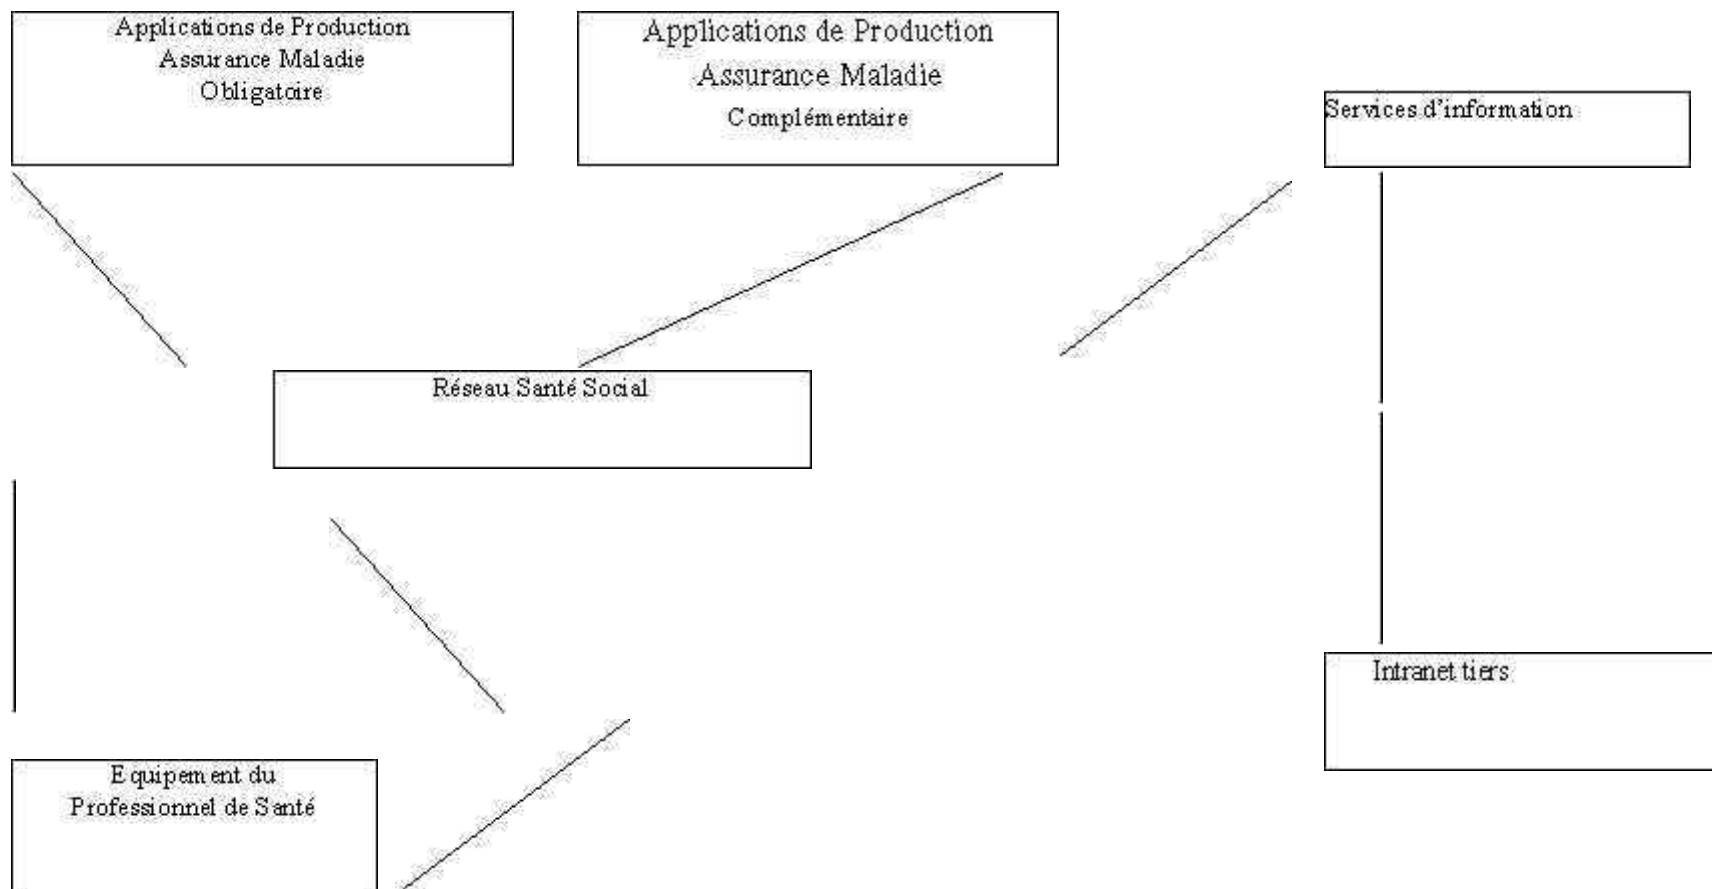 Applications de Production
Assurance Maladie
Obligatoire
Applications de Production
Assurance Maladie
Complémentaire
Services d'information
Réseau Santé Social
Intranet tiers
Equipement du
Professionnel de Santé